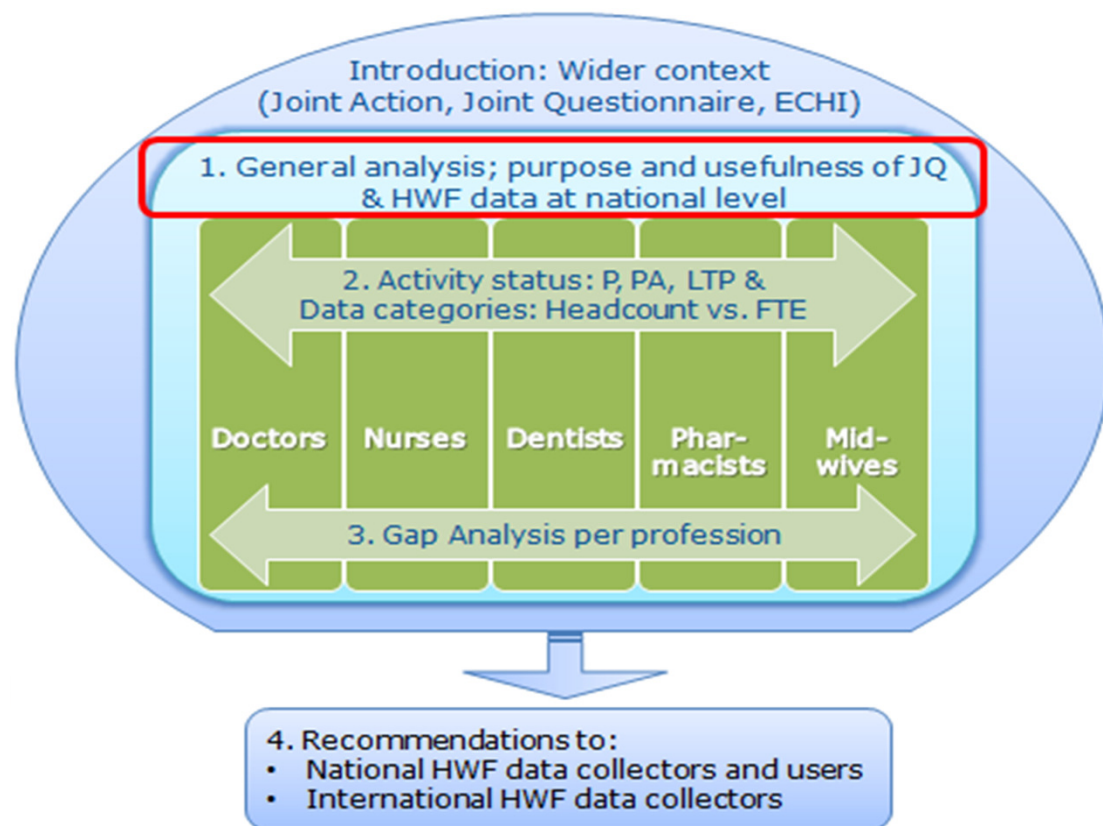 Introduction: Wider context
(Joint Action, Joint Questionnaire, ECHI)
1. General analysis; purpose and usefulness of JQ
& HWF data at national level
2. Activity status: P, PA, LTP &
Data categories: Headcount vs. FTE
Doctors
Nurses
Dentists
Phar-
macists
Mid-
wives
3. Gap Analysis per profession
4. Recommendations to:
• National HWF data collectors and users
• International HWF data collectors